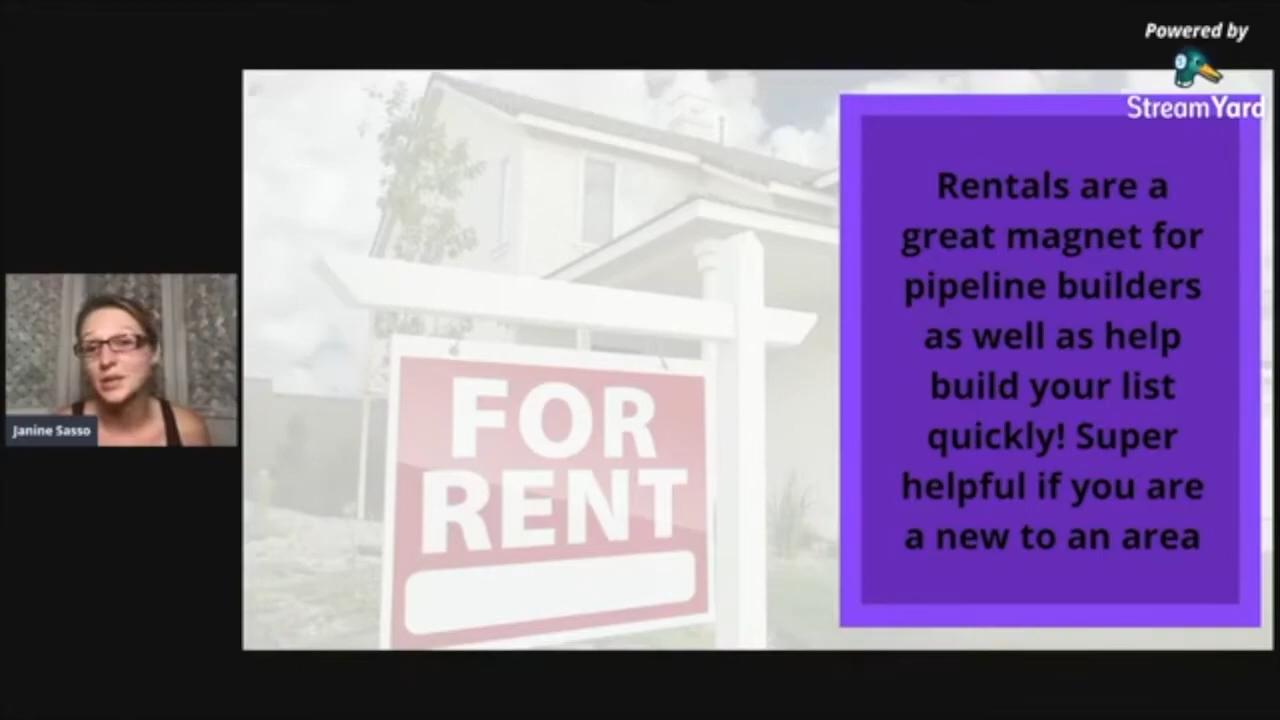 Powered by
StreamYard
Rentals are a
great magnet for
pipeline builders
as well as help
build your list
quickly! Super
helpful if you are
a new to an area
FOR
RENT
Janine Sasso